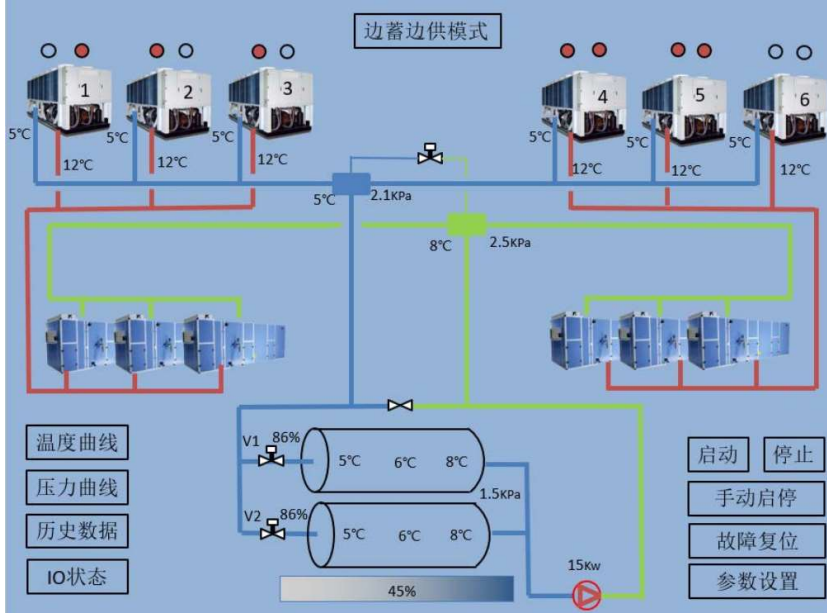 边蓄边供模式
1
2
3
4
5
6
5℃
5℃
5℃
5℃
5℃
5℃
12℃
12℃
12℃
12℃
12℃
12℃
5℃
2.1KPa
8℃
2.5KPa
V1
86%
5℃
6℃
8℃
1.5KPa
V2
86%
5℃
6℃
8℃
15Kw
45%
温度曲线
压力曲线
历史数据
IO状态
启动
停止
手动启停
故障复位
参数设置